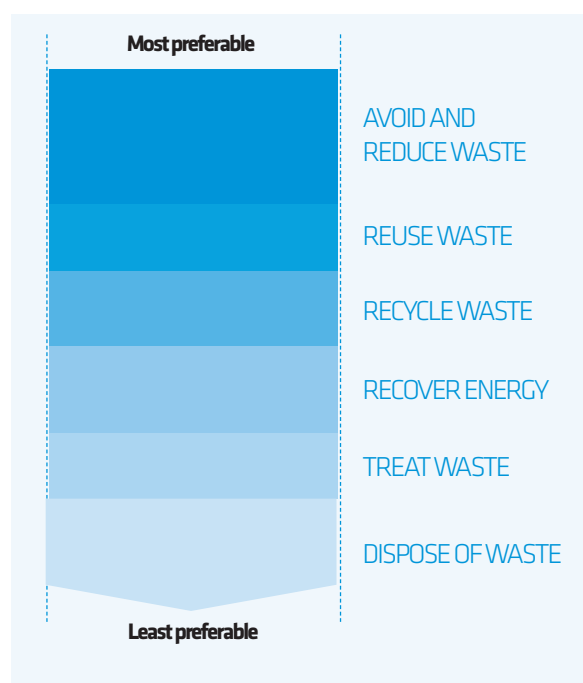 Most preferable
AVOID AND
REDUCE WASTE
REUSE WASTE
RECYCLE WASTE
RECOVER ENERGY
TREAT WASTE
DISPOSE OF WASTE
Least preferable